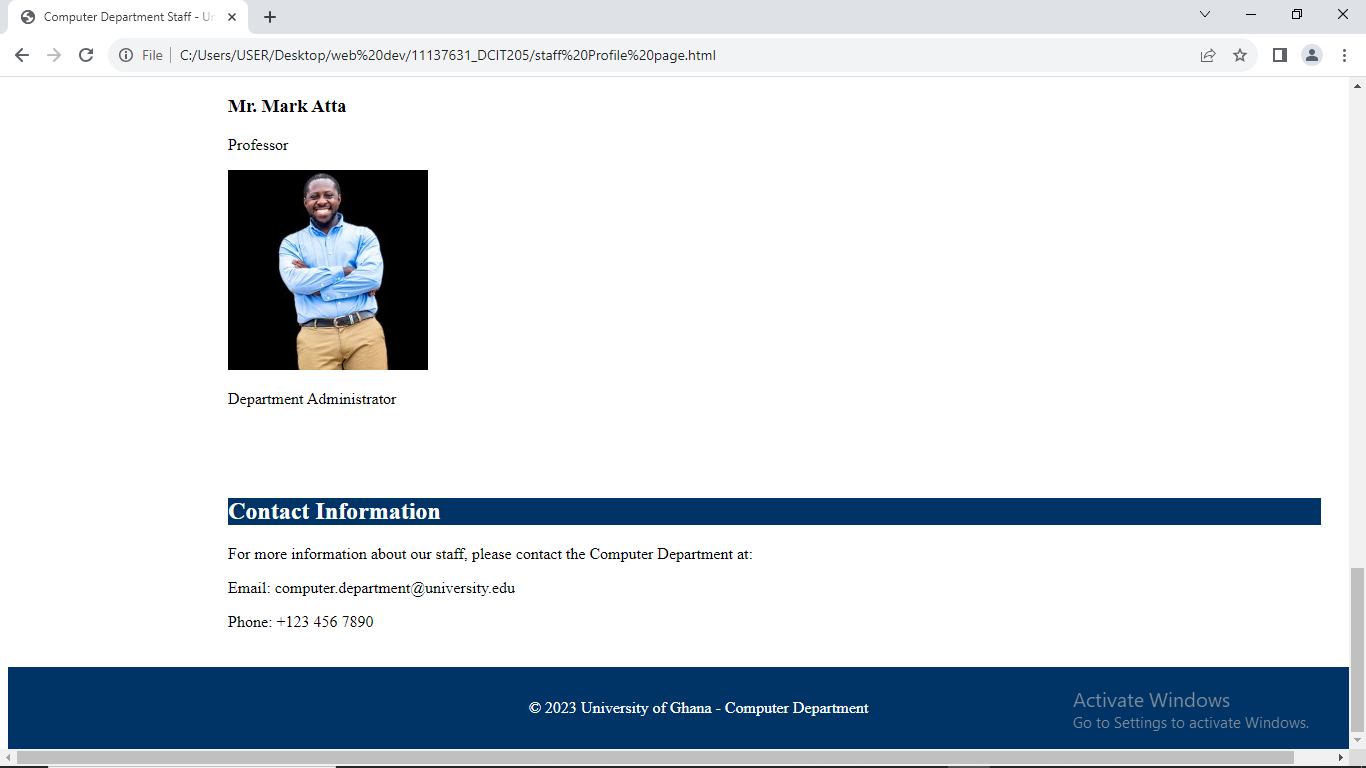 Computer Department Staff - Un
File
C:/Users/USER/Desktop/web%20dev/11137631_DCIT205/staff%20Profile%20page.html
Mr. Mark Atta
Professor
Department Administrator
Contact Information
For more information about our staff, please contact the Computer Department at:
Email: computer.department@university.edu
Phone: +123 456 7890
© 2023 University of Ghana - Computer Department
Activate Windows
Go to Settings to activate Windows.